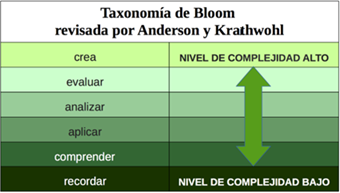 Taxonomía de Bloom
revisada por Anderson y Krathwohl
crea
NIVEL DE COMPLEJIDAD ALTO
evaluar
analizar
aplicar
comprender
recordar
NIVEL DE COMPLEJIDAD BAJO